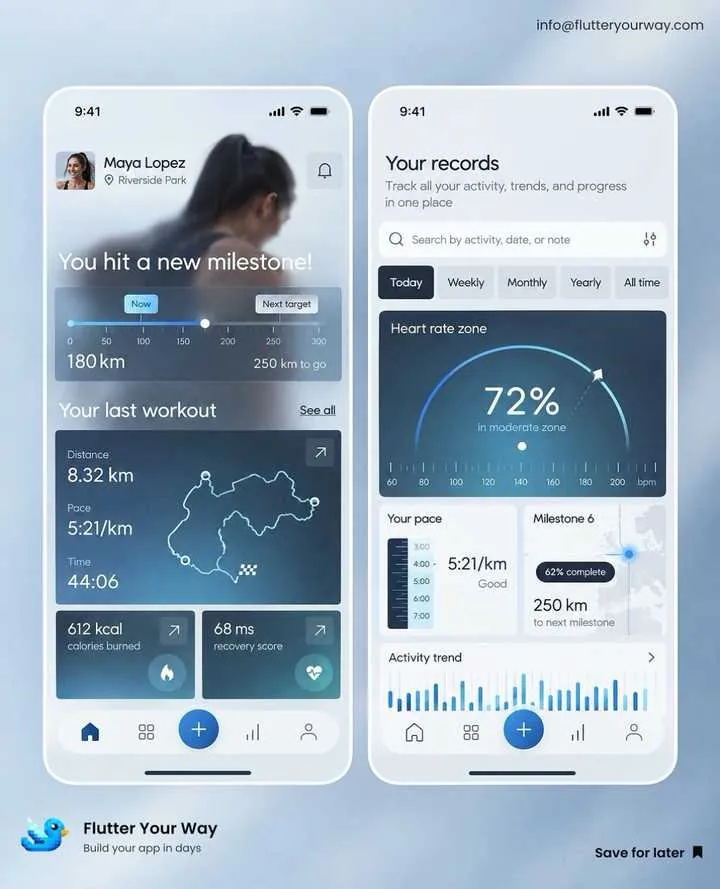 info@flutteryourway.com
9:41
Maya Lopez
Riverside Park
You hit a new milestone!
Now
Next target
0 50 100 150 200 250 300
180 km
250 km to go
Your last workout
See all
Distance
8.32 km
Pace
5:21/km
Time
44:06
612 kcal
calories burned
68 ms
recovery score
9:41
Your records
Track all your activity, trends, and progress
in one place
Search by activity, date, or note
Today Weekly Monthly Yearly All time
Heart rate zone
72%
in moderate zone
60 80 100 120 140 160 180 200 bpm
Your pace
3:00
4:00
5:00
6:00
7:00
5:21/km
Good
Milestone 6
62% complete
250 km
to next milestone
Activity trend
Flutter Your Way
Build your app in days
Save for later